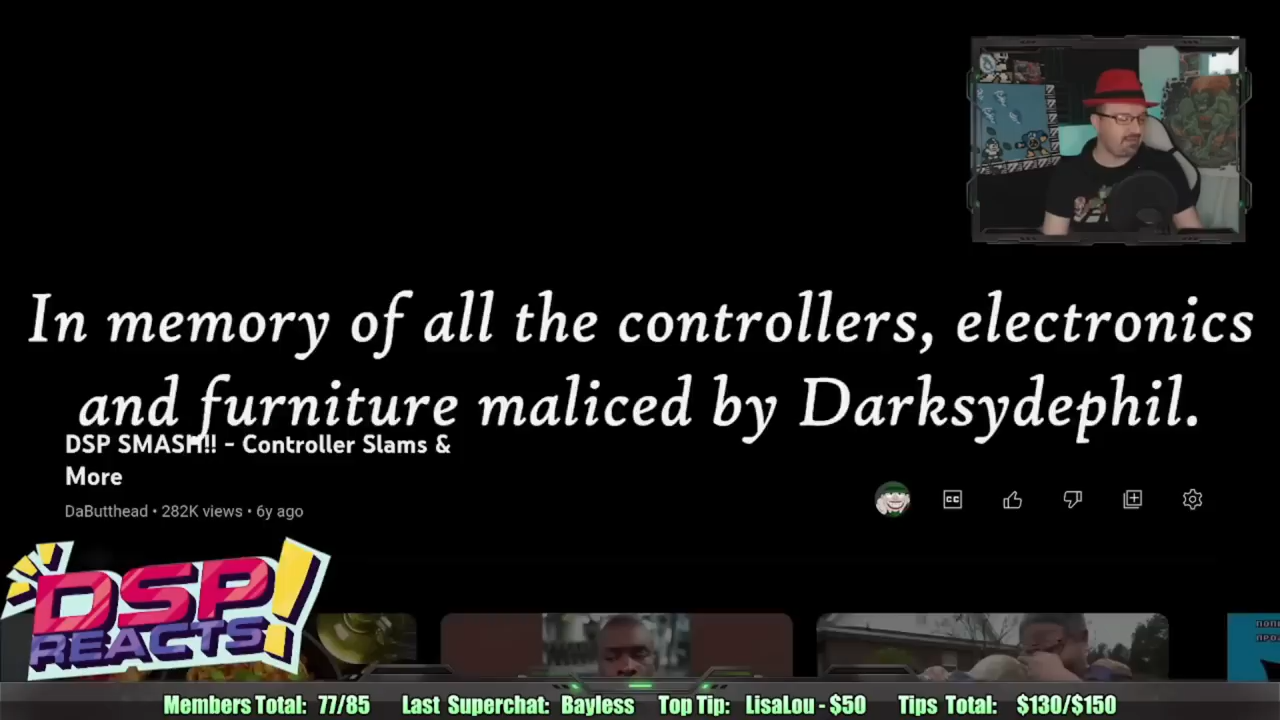 In memory of all the controllers, electronics
and furniture maliced by Darksydephil.
DSP SMASH!! - Controller Slams &
More
DaButthead • 282K views • 6y ago
CC
DSP!
REACTS
Members Total: 77/85 Last Superchat: Bayless Top Tip: LisaLou - $50 Tips Total: $130/$150